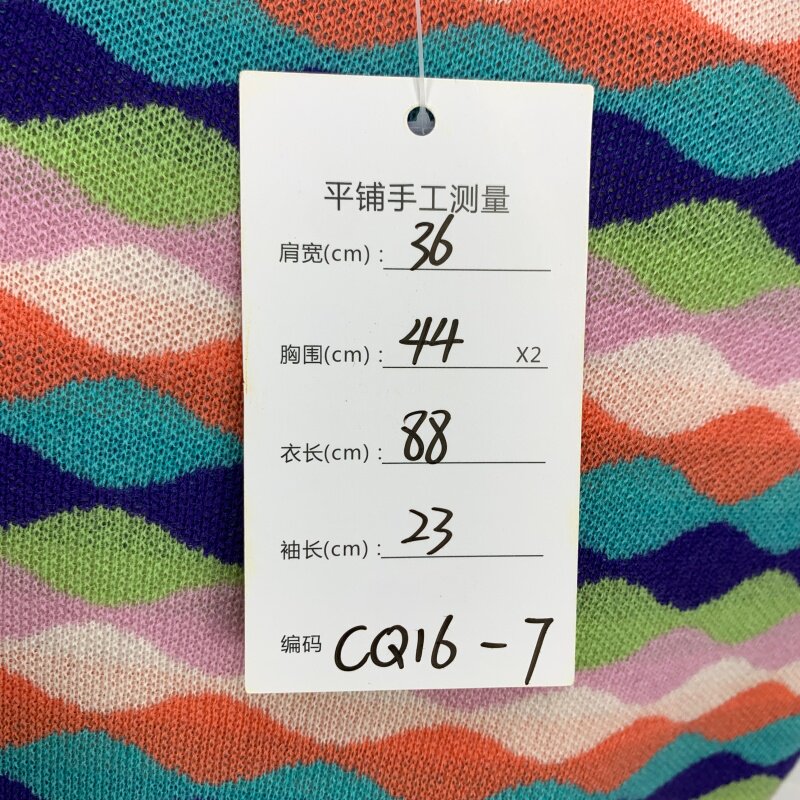 平铺手工测量
肩宽(cm)：36
胸围(cm)：44 X2
衣长(cm)：88
袖长(cm)：23
编码 CQ16-7